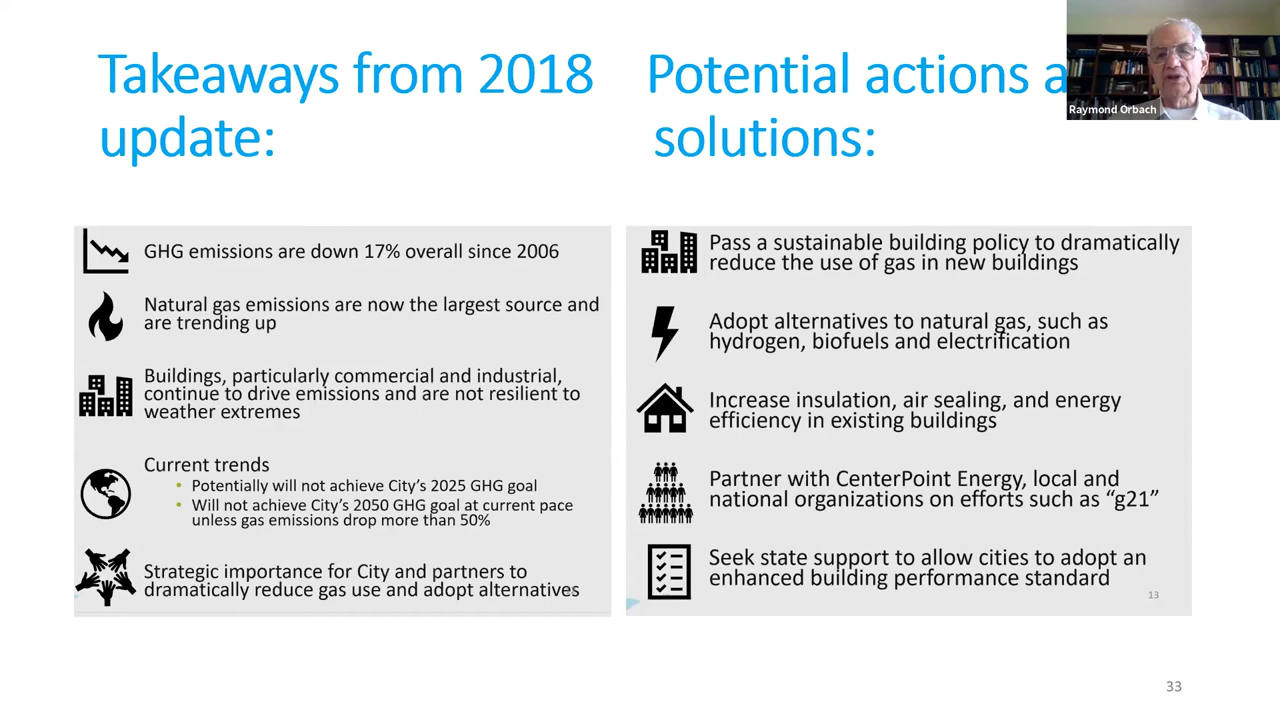 Takeaways from 2018
update:
Potential actions a
solutions:
Raymond Orbach
GHG emissions are down 17% overall since 2006
Natural gas emissions are now the largest source and
are trending up
Buildings, particularly commercial and industrial,
continue to drive emissions and are not resilient to
weather extremes
Current trends
• Potentially will not achieve City's 2025 GHG goal
• Will not achieve City's 2050 GHG goal at current pace
unless gas emissions drop more than 50%
Strategic importance for City and partners to
dramatically reduce gas use and adopt alternatives
Pass a sustainable building policy to dramatically
reduce the use of gas in new buildings
Adopt alternatives to natural gas, such as
hydrogen, biofuels and electrification
Increase insulation, air sealing, and energy
efficiency in existing buildings
Partner with CenterPoint Energy, local and
national organizations on efforts such as “g21”
Seek state support to allow cities to adopt an
enhanced building performance standard
13
33